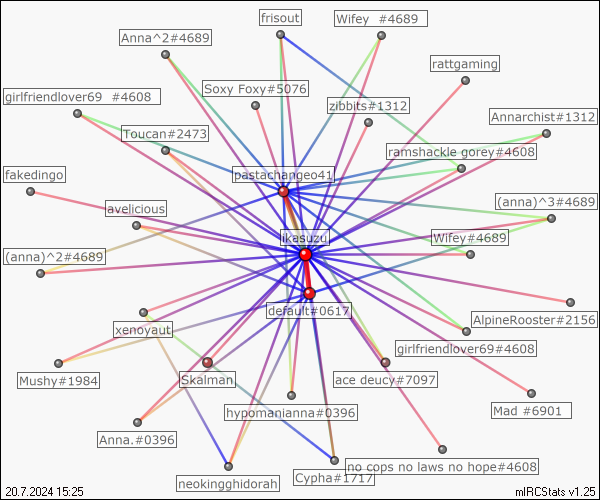 frisout
Wifey   #4689
Anna^2#4689
rattgaming
Soxy Foxy#5076
girlfriendlover69   #4608
zibbits#1312
Annarchist#1312
Toucan#2473
ramshackle gorey#4608
fakedingo
pastachangeo41
(anna)^3#4689
avelicious
ikasuzu
Wifey#4689
(anna)^2#4689
default#0617
AlpineRooster#2156
xenoyaut
girlfriendlover69#4608
Mushy#1984
Skalman
ace deucy#7097
hypomanianna#0396
Mad   #6901
Anna.#0396
no cops no laws no hope#4608
neokingghidorah
Cypha#1717
20.7.2024 15:25
mIRCStats v1.25